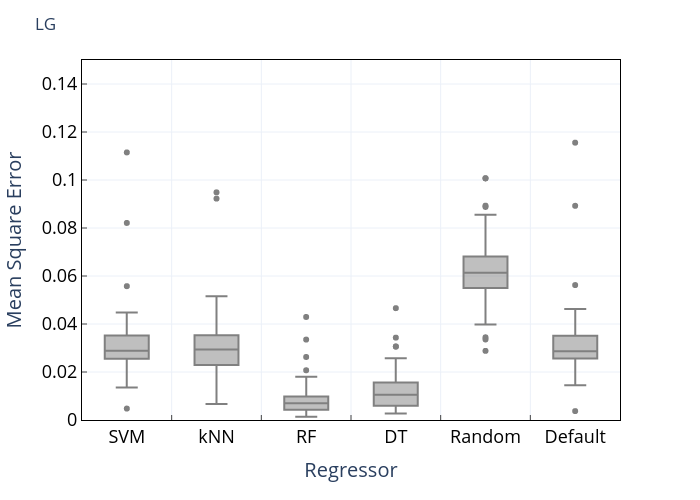 LG
Mean Square Error
0.14
0.12
0.1
0.08
0.06
0.04
0.02
0
SVM kNN RF DT Random Default
Regressor